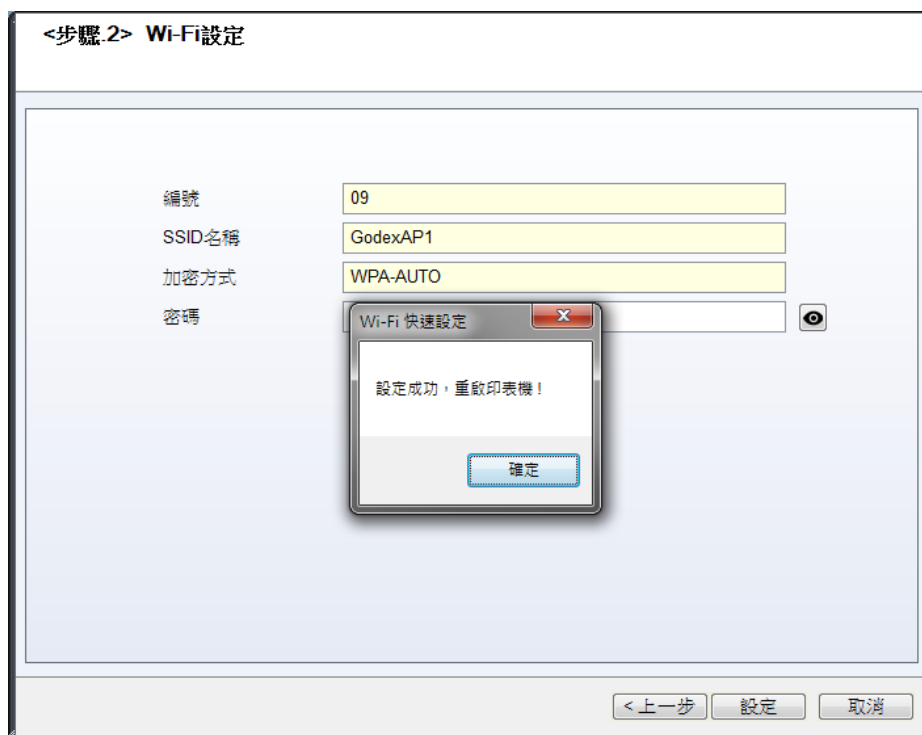 <步驟.2> Wi-Fi設定
編號 09
SSID名稱 GodexAP1
加密方式 WPA-AUTO
密碼
Wi-Fi 快速設定
設定成功，重啟印表機！
確定
<上一步 設定 取消